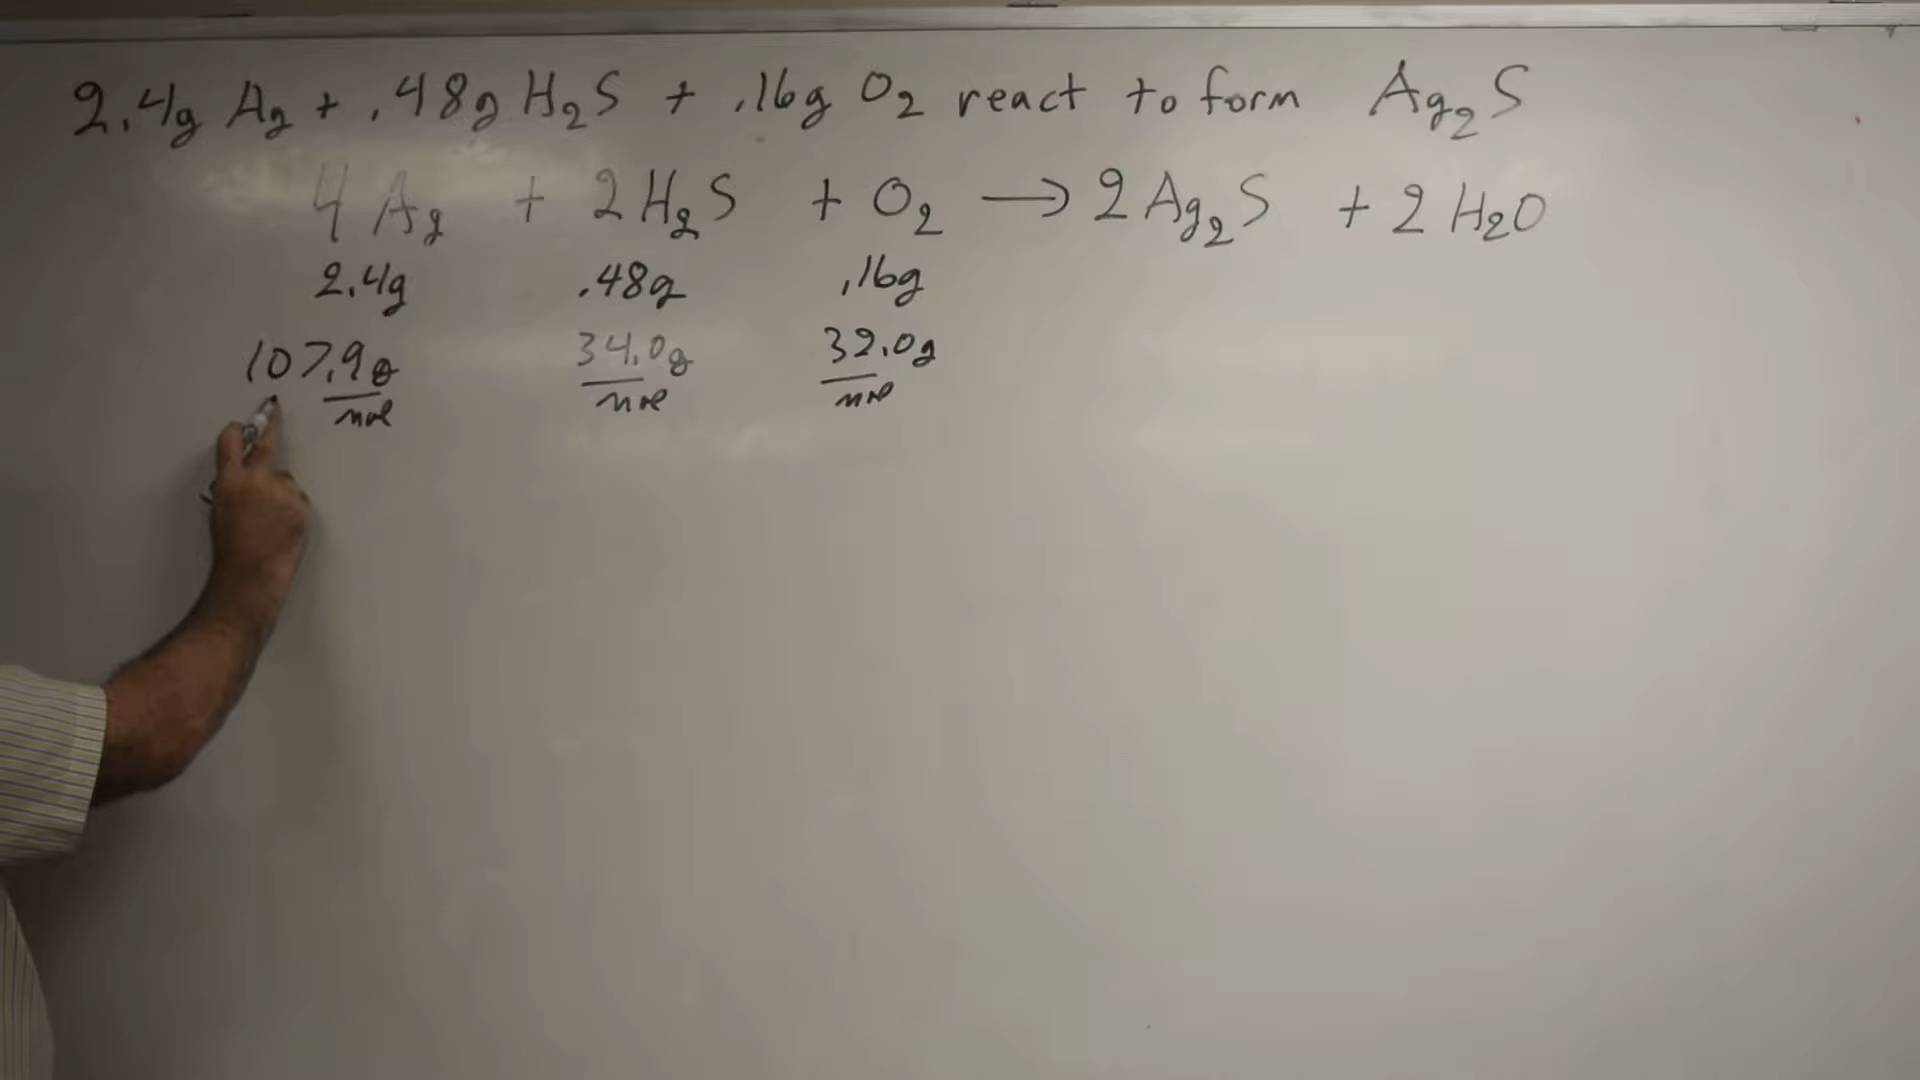 2.4g Ag + .48g H₂S + .16g O₂ react to form Ag₂S
4 Ag + 2 H₂S + O₂ → 2 Ag₂S + 2 H₂O
2.4g .48g .16g
107.9g 34.0g 32.0g
mol mol mol